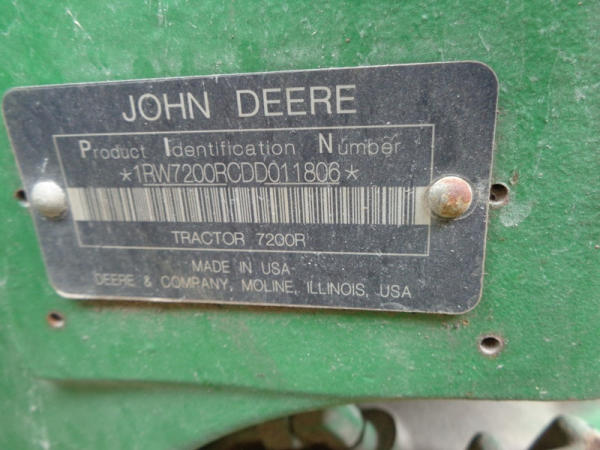 JOHN DEERE
Product Identification Number
*1RW7200RCDD011806*
TRACTOR 7200R
MADE IN USA
DEERE & COMPANY, MOLINE, ILLINOIS, USA